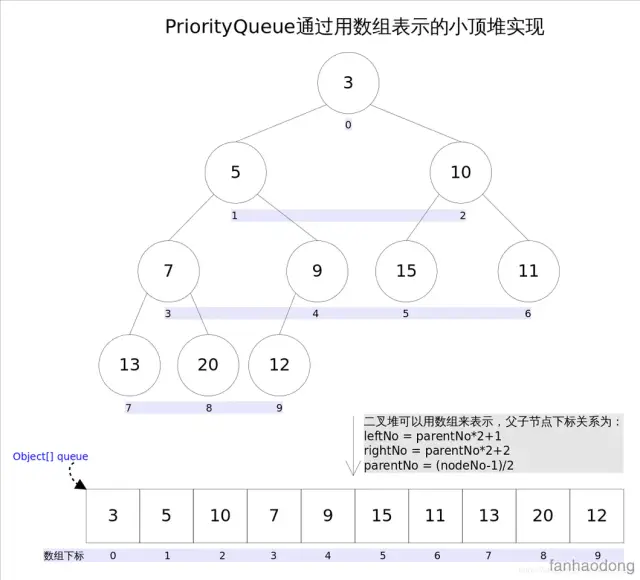 PriorityQueue通过用数组表示的小顶堆实现
3
0
5 10
1 2
7 9 15 11
3 4 5 6
13 20 12
7 8 9
二叉堆可以用数组来表示，父子节点下标关系为：
leftNo = parentNo*2+1
rightNo = parentNo*2+2
parentNo = (nodeNo-1)/2
Object[] queue
3 5 10 7 9 15 11 13 20 12
数组下标 0 1 2 3 4 5 6 7 8 9
fanhaodong